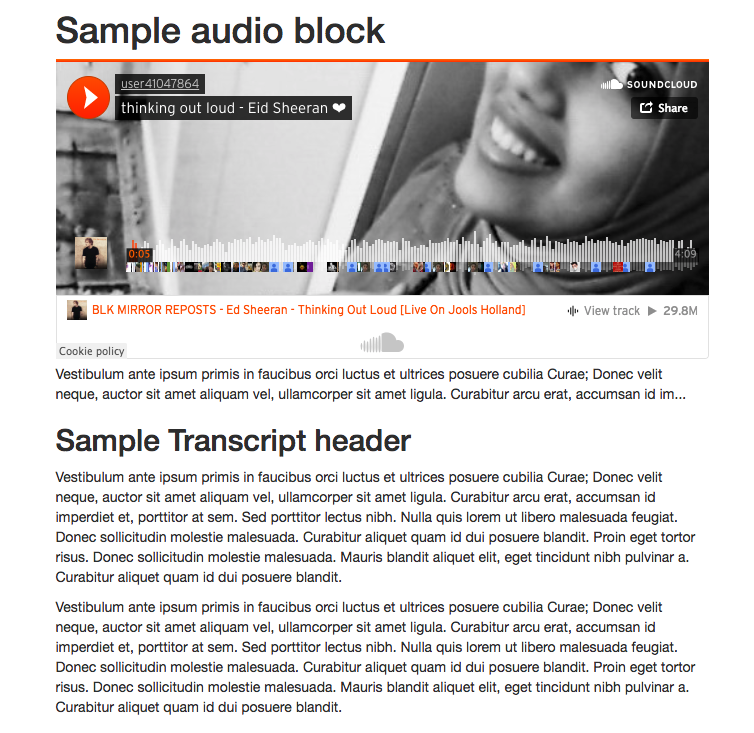 Sample audio block
user41047864
thinking out loud - Eid Sheeran ❤
SOUNDCLOUD
Share
0:05
4:09
BLK MIRROR REPOSTS - Ed Sheeran - Thinking Out Loud [Live On Jools Holland]
View track 29.8M
Cookie policy
Vestibulum ante ipsum primis in faucibus orci luctus et ultrices posuere cubilia Curae; Donec velit
neque, auctor sit amet aliquam vel, ullamcorper sit amet ligula. Curabitur arcu erat, accumsan id im...
Sample Transcript header
Vestibulum ante ipsum primis in faucibus orci luctus et ultrices posuere cubilia Curae; Donec velit
neque, auctor sit amet aliquam vel, ullamcorper sit amet ligula. Curabitur arcu erat, accumsan id
imperdiet et, porttitor at sem. Sed porttitor lectus nibh. Nulla quis lorem ut libero malesuada feugiat.
Donec sollicitudin molestie malesuada. Curabitur aliquet quam id dui posuere blandit. Proin eget tortor
risus. Donec sollicitudin molestie malesuada. Mauris blandit aliquet elit, eget tincidunt nibh pulvinar a.
Curabitur aliquet quam id dui posuere blandit.
Vestibulum ante ipsum primis in faucibus orci luctus et ultrices posuere cubilia Curae; Donec velit
neque, auctor sit amet aliquam vel, ullamcorper sit amet ligula. Curabitur arcu erat, accumsan id
imperdiet et, porttitor at sem. Sed porttitor lectus nibh. Nulla quis lorem ut libero malesuada feugiat.
Donec sollicitudin molestie malesuada. Curabitur aliquet quam id dui posuere blandit. Proin eget tortor
risus. Donec sollicitudin molestie malesuada. Mauris blandit aliquet elit, eget tincidunt nibh pulvinar a.
Curabitur aliquet quam id dui posuere blandit.